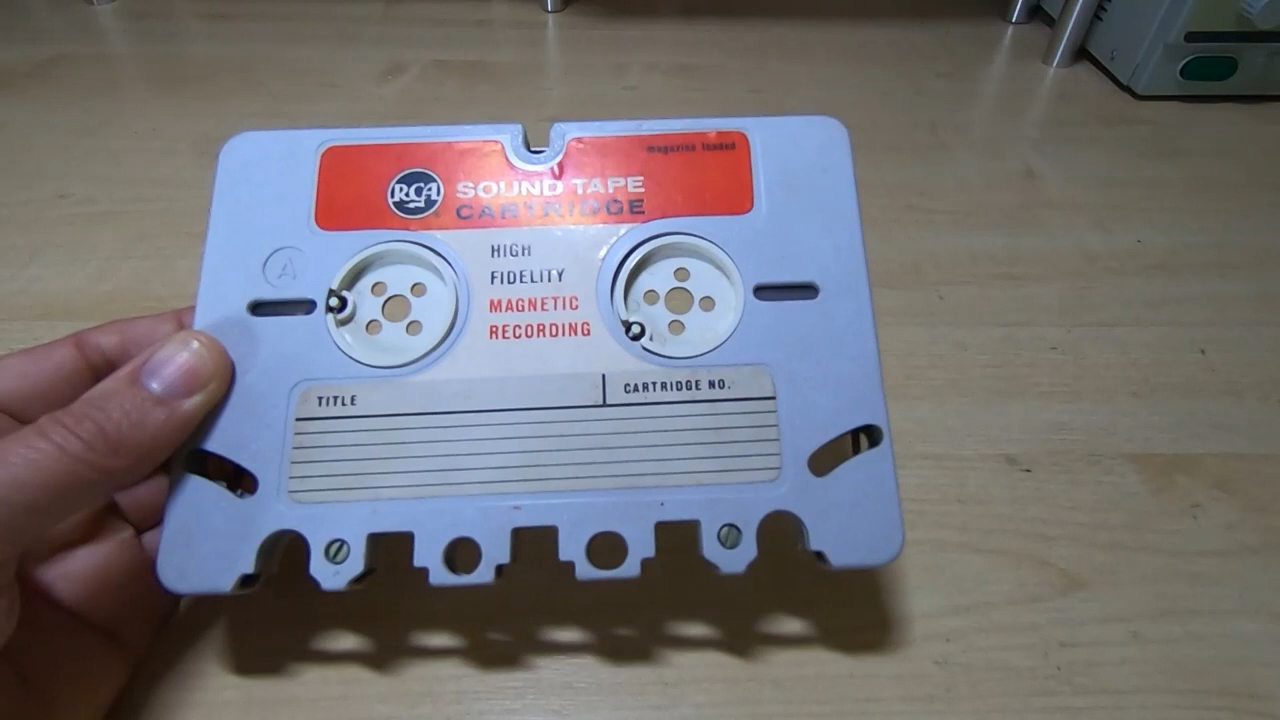 magazine loaded
RCA
SOUND TAPE
CARTRIDGE
A
HIGH
FIDELITY
MAGNETIC
RECORDING
TITLE
CARTRIDGE NO.